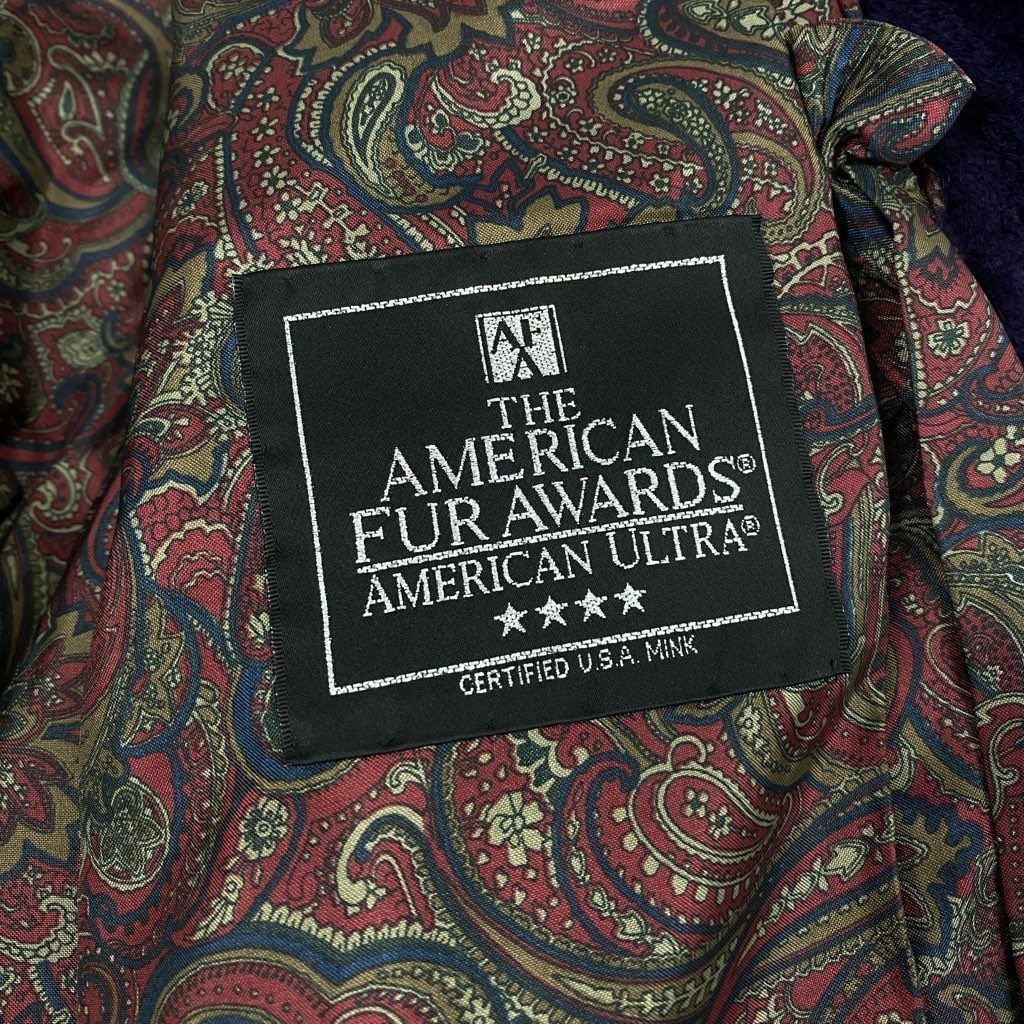 AFA
THE
AMERICAN
FUR AWARDS®
AMERICAN ULTRA®
★★★★
CERTIFIED U.S.A. MINK